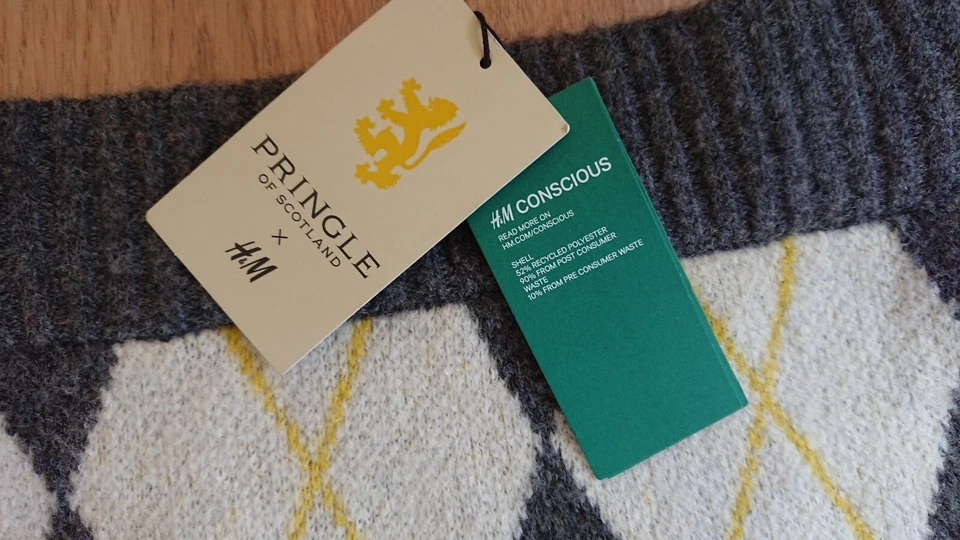 PRINGLE
OF SCOTLAND
×
H&M
H&M CONSCIOUS
READ MORE ON
HM.COM/CONSCIOUS
SHELL
52% RECYCLED POLYESTER
90% FROM POST CONSUMER
WASTE
10% FROM PRE CONSUMER WASTE